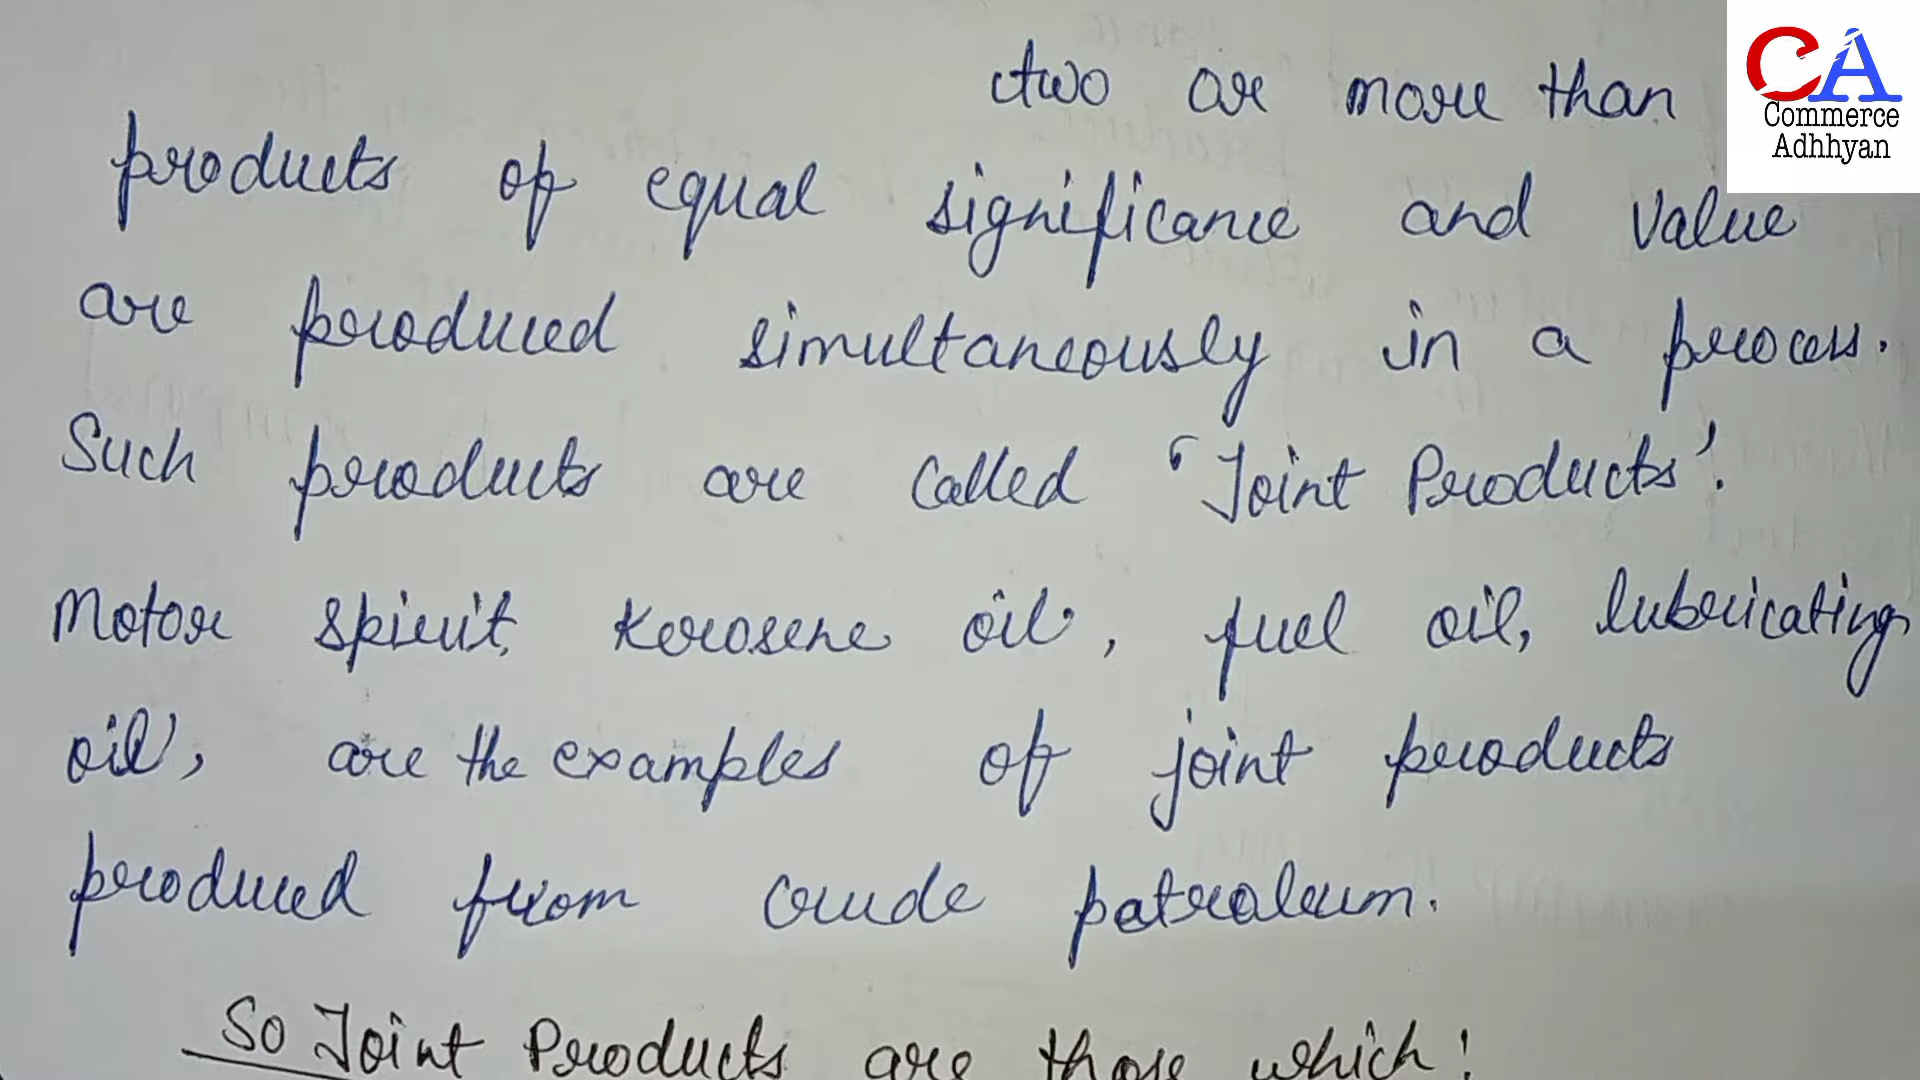 two are more than
products of equal significance and value
are produced simultaneously in a process.
Such products are called 'Joint Products'.
Motor spirit, Kerosene oil, fuel oil, lubricating
oil, are the examples of joint products
produced from crude patroleum.
So Joint Products are those which:
CA
Commerce
Adhhyan